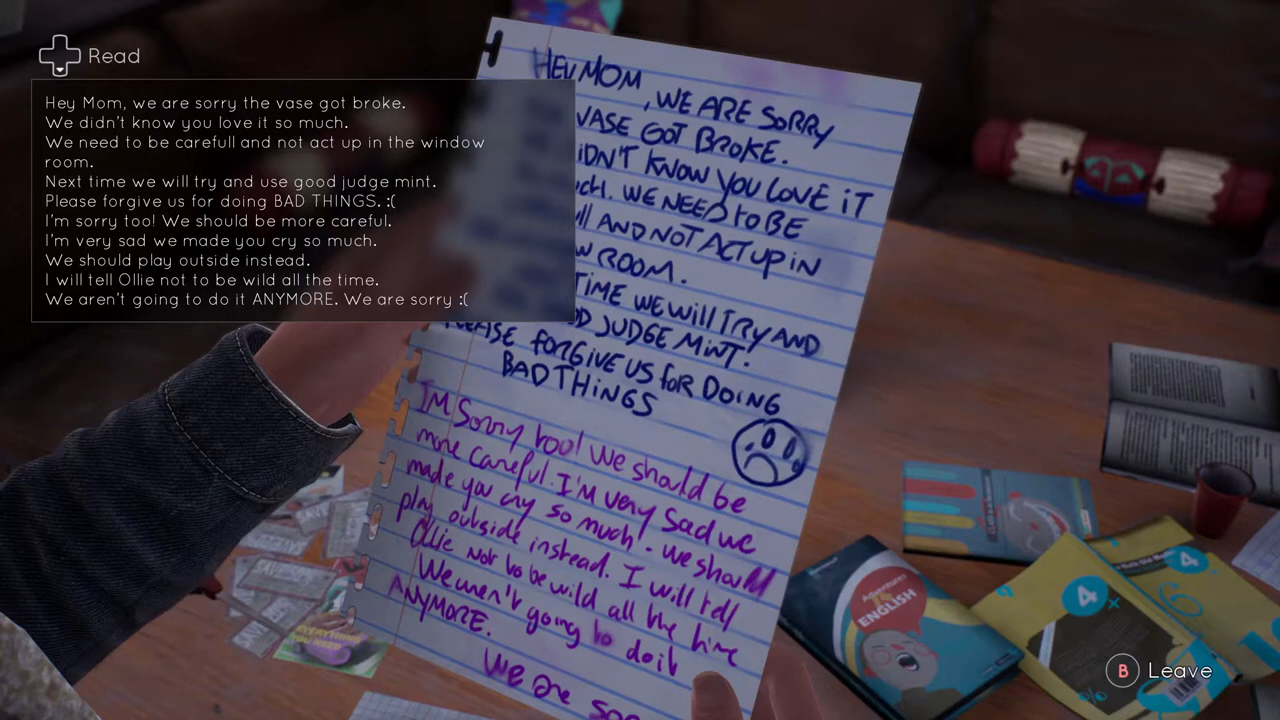 Read
Hey Mom, we are sorry the vase got broke.
We didn't know you love it so much.
We need to be carefull and not act up in the window
room.
Next time we will try and use good judge mint.
Please forgive us for doing BAD THINGS. :(
I'm sorry too! We should be more careful.
I'm very sad we made you cry so much.
We should play outside instead.
I will tell Ollie not to be wild all the time.
We aren't going to do it ANYMORE. We are sorry :(
HEY MOM, WE ARE SORRY
VASE GOT BROKE.
DIDN'T KNOW YOU LOVE IT
WE NEED to BE
AND NOT ACT UP IN
ROOM.
TIME WE Will TRY AND
JUDGE MINT.
FORGIVE US FOR DOING
BAD THINGS
I'M Sorry too! We should be
more careful. I'm very sad we
made you cry so much. We should
play outside instead. I will tell
Ollie not to be wild all the time
We weren't going to do it
ANYMORE.
We are
Adventures
ENGLISH
EVERYTHING
4
4
6
B Leave